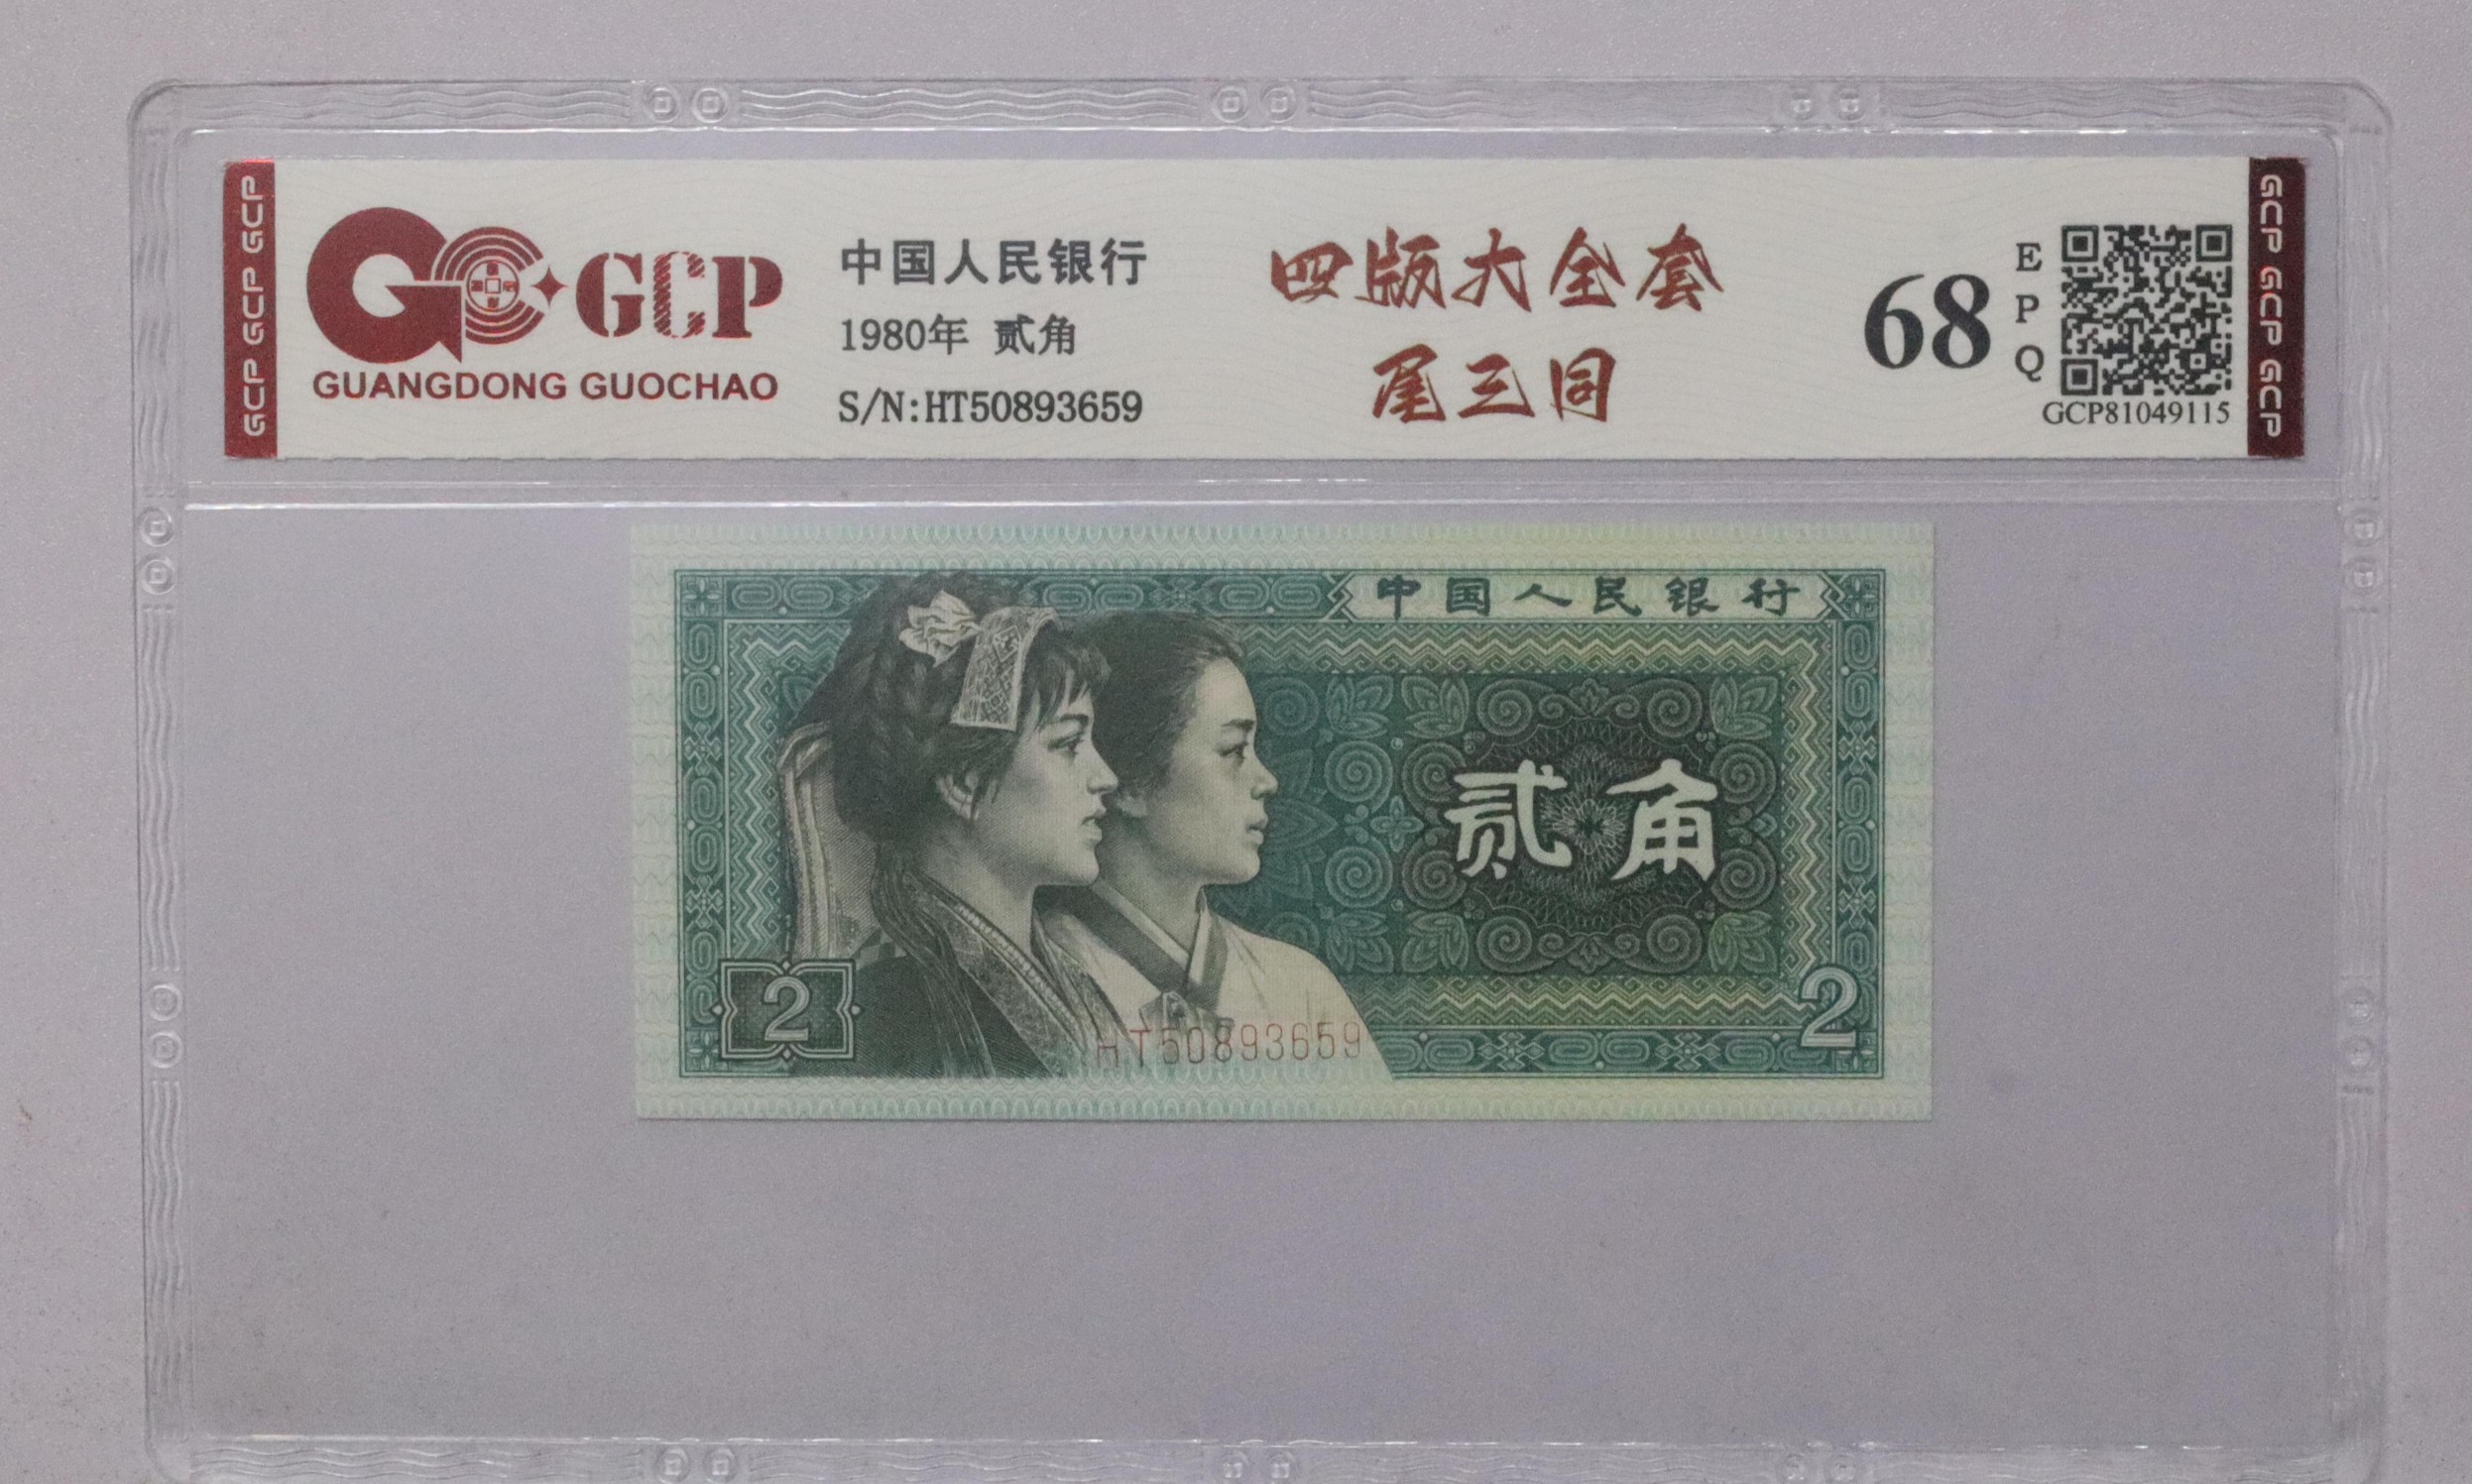 GCP GCP GCP
GCP
GUANGDONG GUOCHAO
中国人民银行
1980年 贰角
S/N:HT50893659
四版大全套
尾三同
68
E
P
Q
GCP81049115
GCP GCP GCP
中国人民银行
贰角
2
HT50893659
2